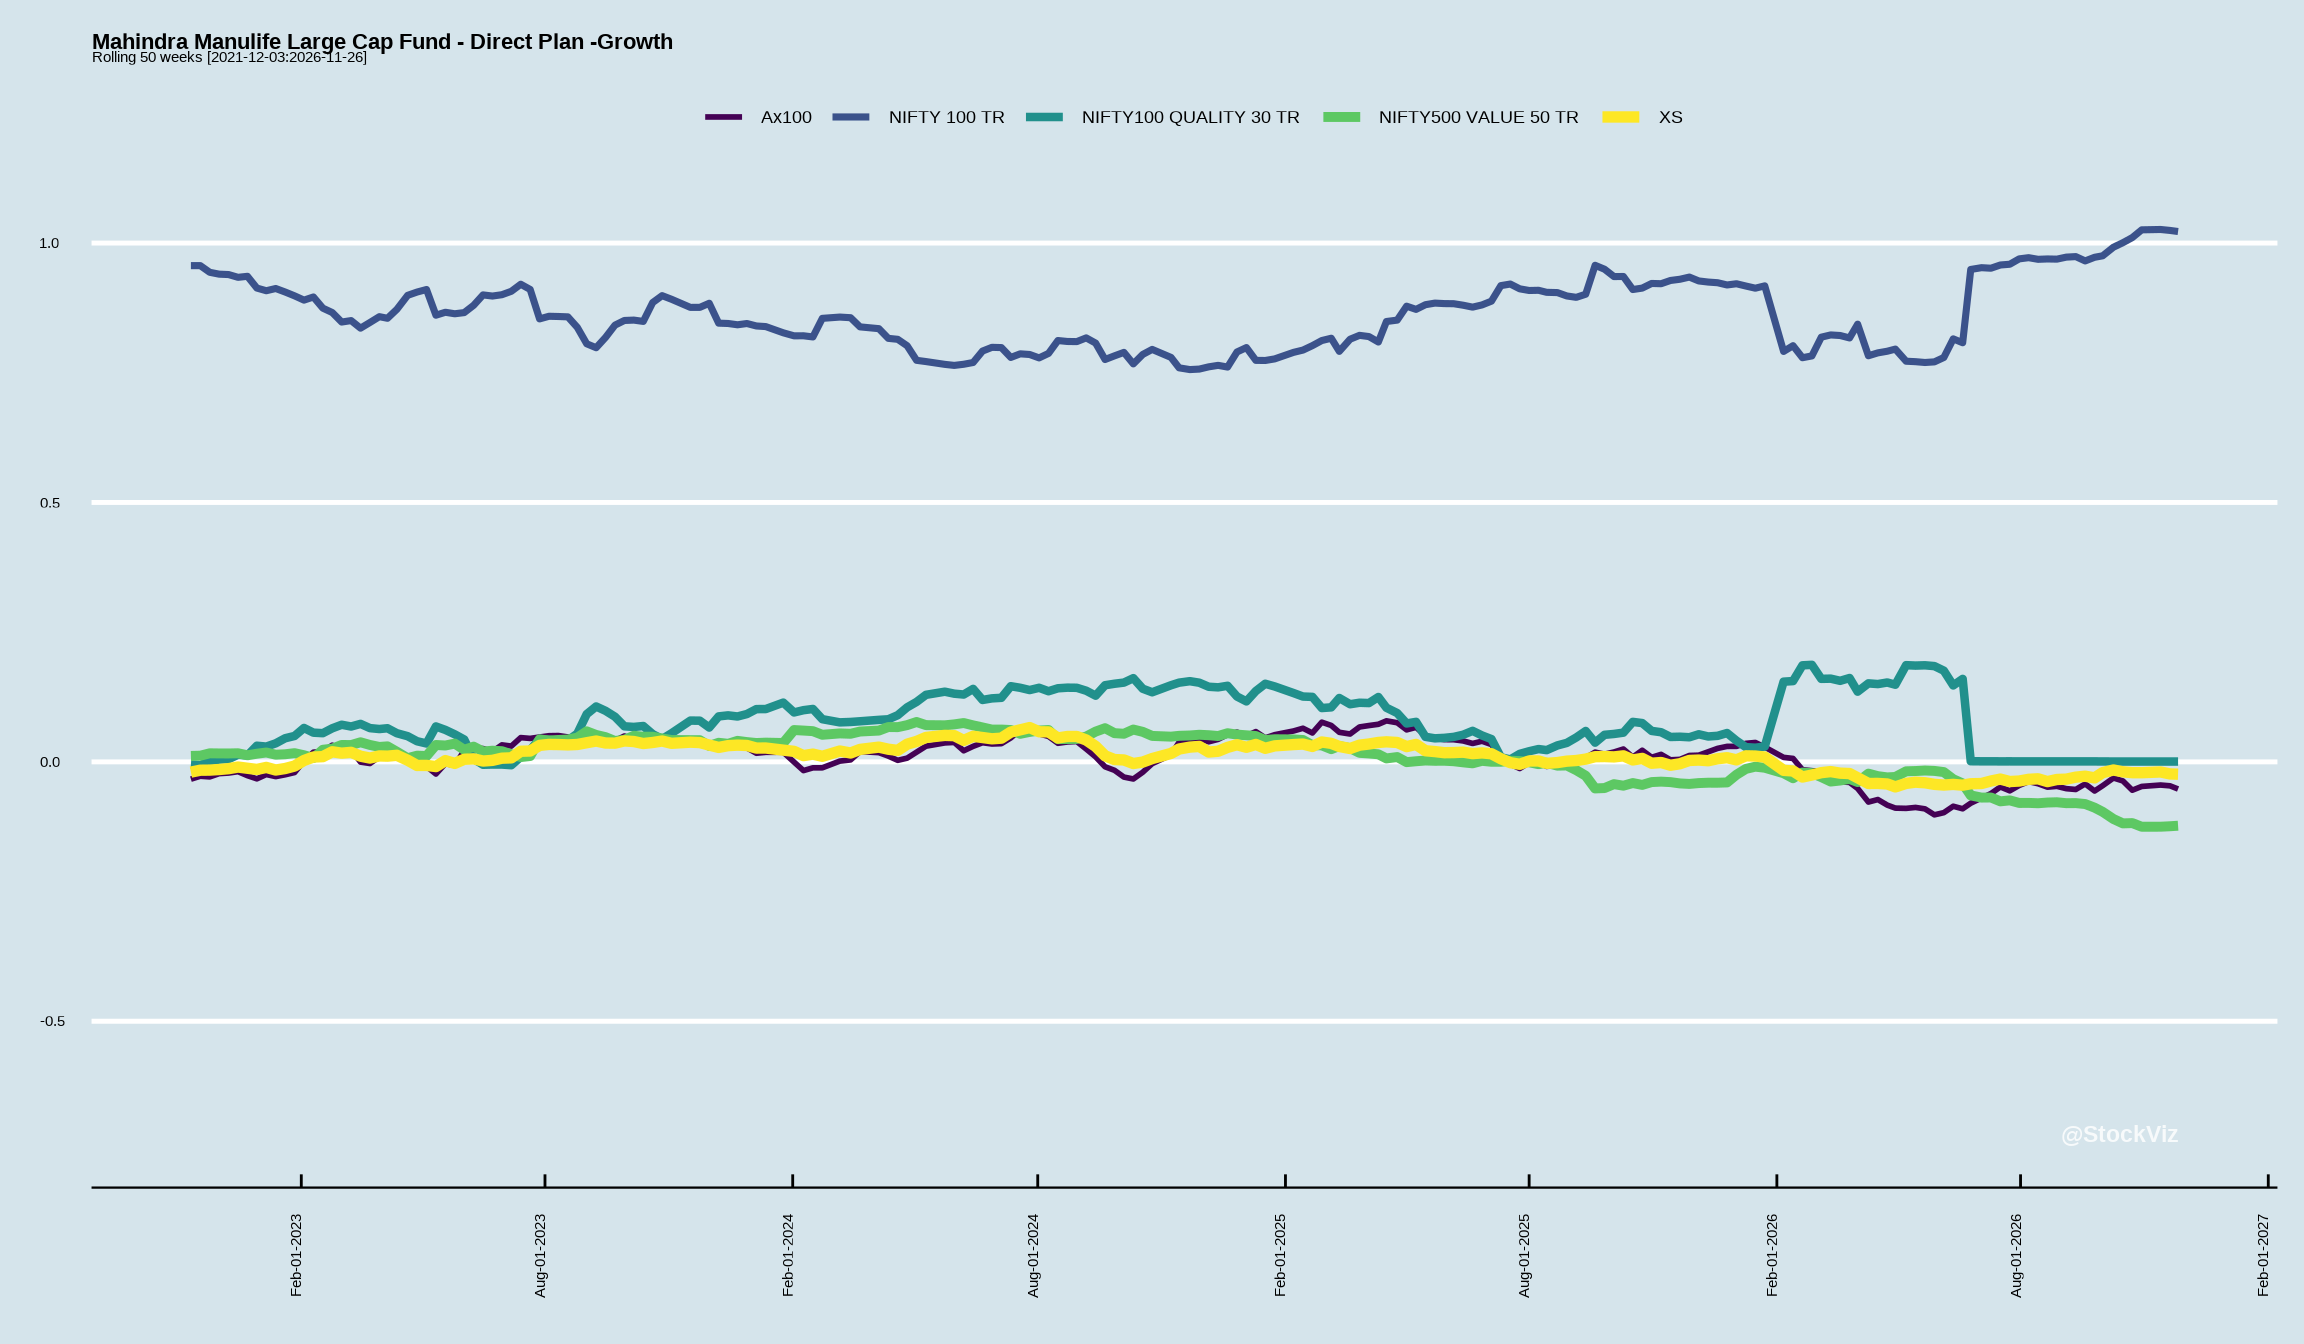 Mahindra Manulife Large Cap Fund - Direct Plan -Growth
Rolling 50 weeks [2021-12-03:2026-11-26]
Ax100 NIFTY 100 TR NIFTY100 QUALITY 30 TR NIFTY500 VALUE 50 TR XS
1.0
0.5
0.0
-0.5
@StockViz
Feb-01-2023
Aug-01-2023
Feb-01-2024
Aug-01-2024
Feb-01-2025
Aug-01-2025
Feb-01-2026
Aug-01-2026
Feb-01-2027